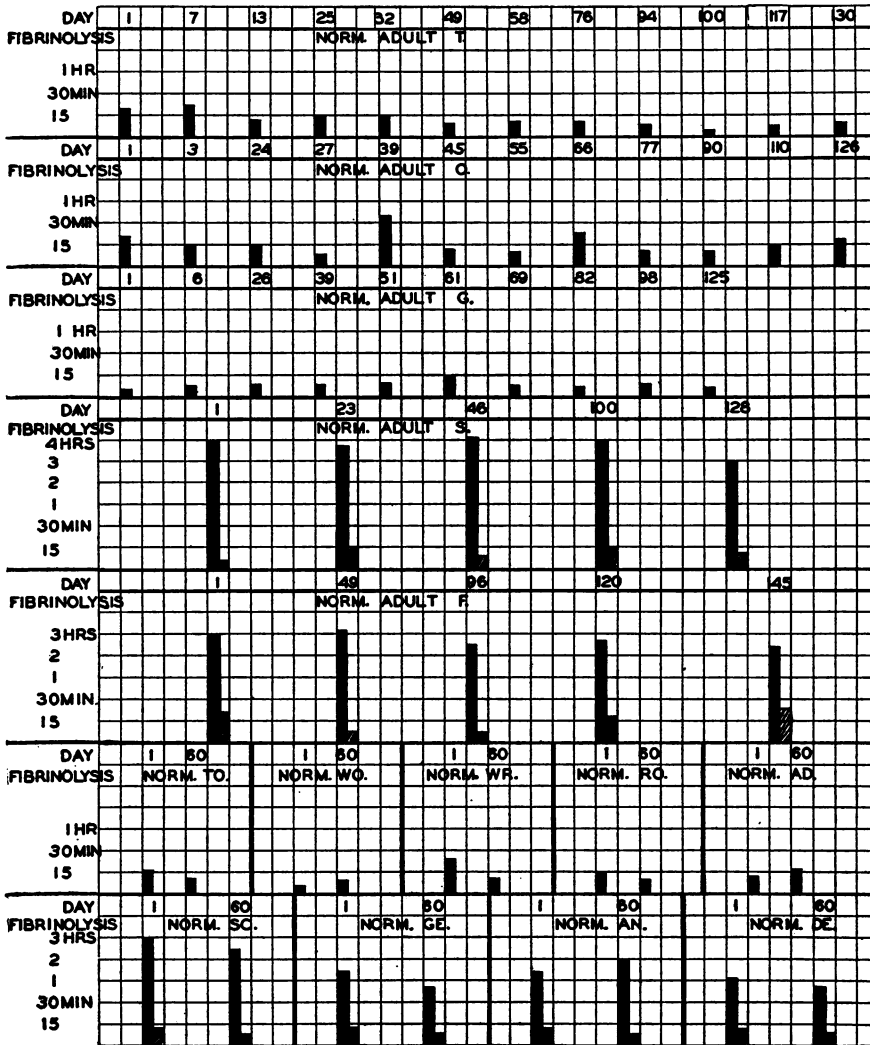 DAY 1 7 13 25 32 49 58 76 94 100 117 130
FIBRINOLYSIS NORM. ADULT T.
1 HR
30 MIN
15
DAY 1 3 24 27 39 45 55 66 77 90 110 126
FIBRINOLYSIS NORM. ADULT
1 HR
30 MIN
15
DAY 1 6 26 39 51 61 69 82 98 125
FIBRINOLYSIS NORM. ADULT G.
1 HR
30 MIN
15
DAY 1 23 46 100 128
FIBRINOLYSIS NORM. ADULT S.
4 HRS
3
2
1
30 MIN
15
DAY 1 49 96 120 145
FIBRINOLYSIS NORM. ADULT F.
3 HRS
2
1
30 MIN.
15
DAY 1 60 1 60 1 60 1 60 1 60
FIBRINOLYSIS NORM. TO. NORM. WO. NORM. WR. NORM. RO. NORM. AD.
1 HR
30 MIN
15
DAY 1 60 1 60 1 60 1 60
FIBRINOLYSIS NORM. SC. NORM. GE. NORM. AN. NORM. DE.
3 HRS
2
1
30 MIN
15